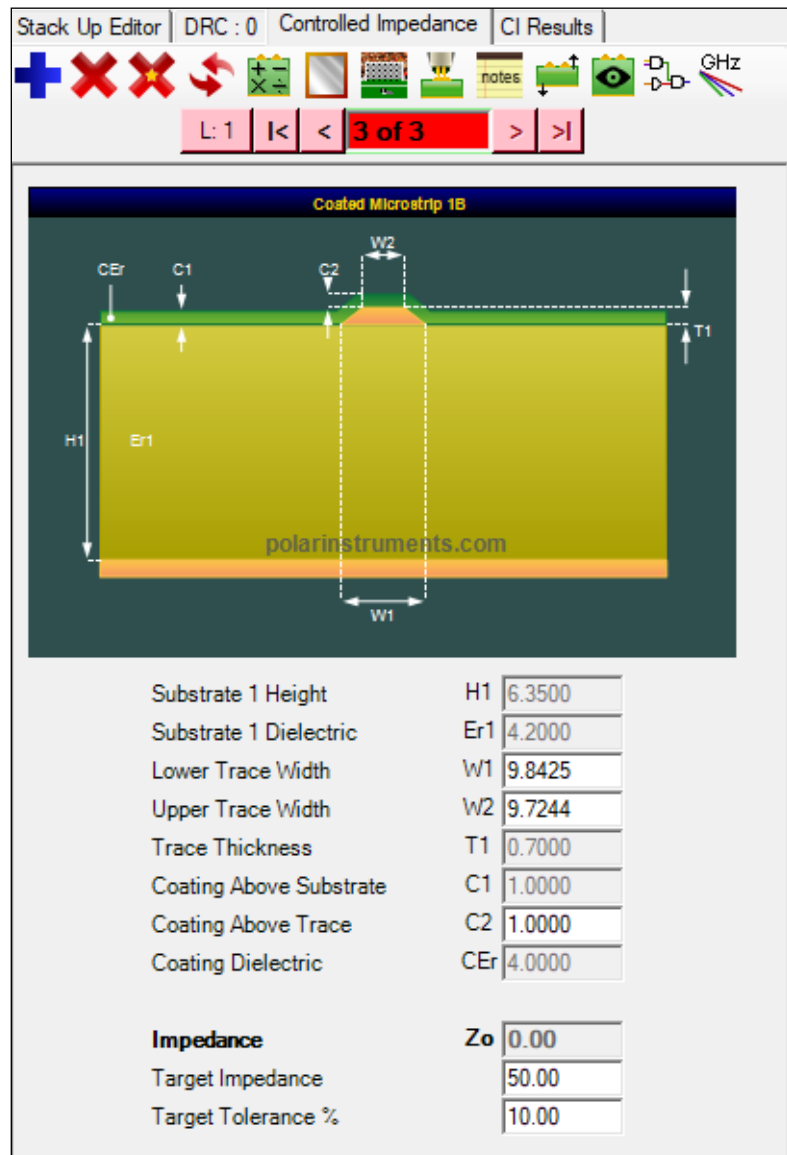 Stack Up Editor DRC : 0 Controlled Impedance CI Results
notes GHz
L: 1 |< < 3 of 3 > >|
Coated Microstrip 1B
W2
CEr C1 C2
T1
H1 Er1
polarinstruments.com
W1
Substrate 1 Height H1 6.3500
Substrate 1 Dielectric Er1 4.2000
Lower Trace Width W1 9.8425
Upper Trace Width W2 9.7244
Trace Thickness T1 0.7000
Coating Above Substrate C1 1.0000
Coating Above Trace C2 1.0000
Coating Dielectric CEr 4.0000
Impedance Zo 0.00
Target Impedance 50.00
Target Tolerance % 10.00